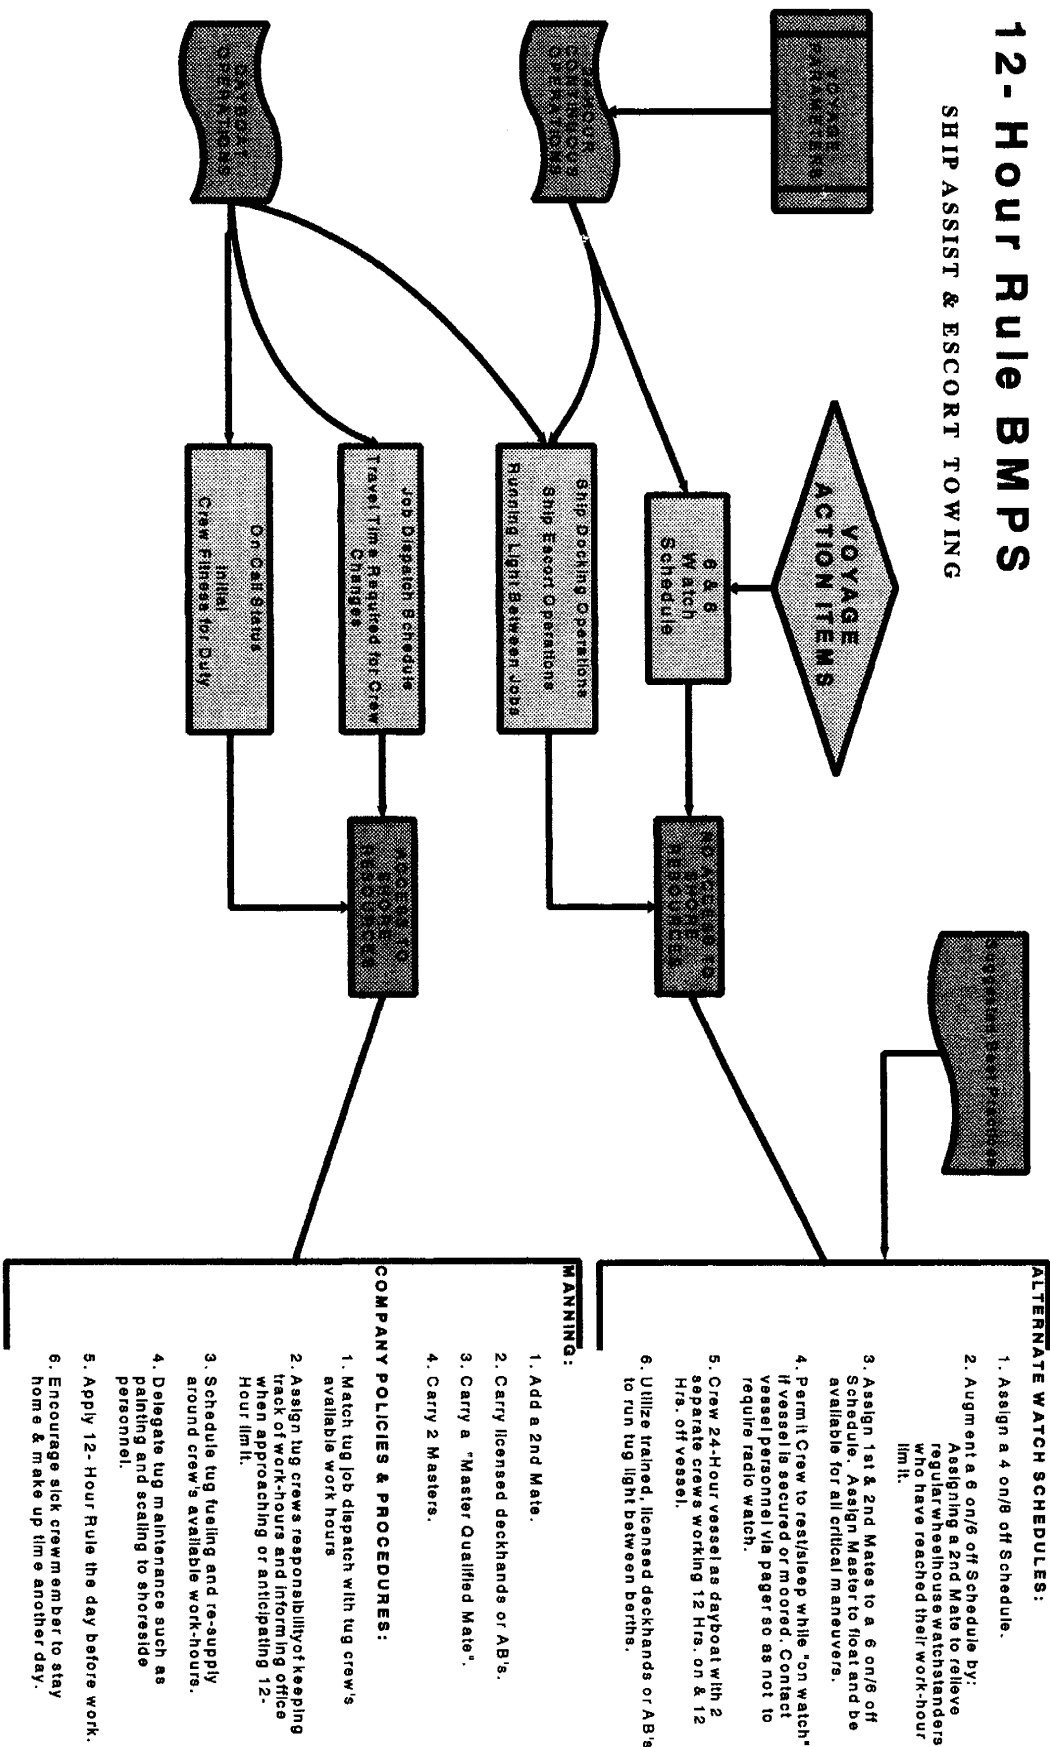 12- Hour Rule BMPS
SHIP ASSIST & ESCORT TOWING
VOYAGE
PARAMETERS
24-HOUR
CONTINUOUS
OPERATIONS
DAYBOAT
OPERATIONS
VOYAGE
ACTION ITEMS
6 & 6
Watch
Schedule
Ship Docking Operations
Ship Escort Operations
Running Light Between Jobs
Job Dispatch Schedule
Travel Time Required for Crew
Changes
On Call Status
Initial
Crew Fitness for Duty
NO ACCESS TO
SHORE
RESOURCES
ACCESS TO
SHORE
RESOURCES
Suggested Best Practices
ALTERNATE WATCH SCHEDULES:
1. Assign a 4 on/8 off Schedule.
2. Augment a 6 on/6 off Schedule by:
Assigning a 2nd Mate to relieve
regular wheelhouse watchstanders
who have reached their work-hour
limit.
3. Assign 1st & 2nd Mates to a 6 on/6 off
Schedule. Assign Master to float and be
available for all critical maneuvers.
4. Permit Crew to rest/sleep while "on watch"
if vessel is secured or moored. Contact
vessel personnel via pager so as not to
require radio watch.
5. Crew 24-Hour vessel as dayboat with 2
separate crews working 12 Hrs. on & 12
Hrs. off vessel.
6. Utilize trained, licensed deckhands or AB's
to run tug light between berths.
MANNING:
1. Add a 2nd Mate.
2. Carry licensed deckhands or AB's.
3. Carry a "Master Qualified Mate".
4. Carry 2 Masters.
COMPANY POLICIES & PROCEDURES:
1. Match tug job dispatch with tug crew's
available work hours
2. Assign tug crews responsibility of keeping
track of work-hours and informing office
when approaching or anticipating 12-
Hour limit.
3. Schedule tug fueling and re-supply
around crew's available work-hours.
4. Delegate tug maintenance such as
painting and scaling to shoreside
personnel.
5. Apply 12- Hour Rule the day before work.
6. Encourage sick crewmember to stay
home & make up time another day.